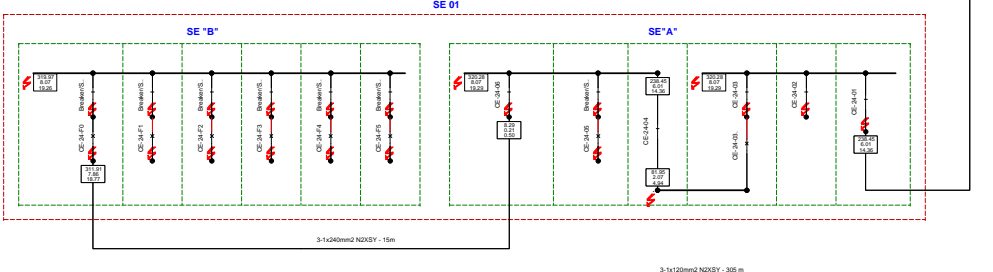 SE 01
SE "B"
SE"A"
319.97
8.07
19.26
Breaker/S..
Breaker/S..
Breaker/S..
Breaker/S..
Breaker/S..
Breaker/S..
CE-24-F0
CE-24-F1
CE-24-F2
CE-24-F3
CE-24-F4
CE-24-F5
311.91
7.86
18.77
320.28
8.07
19.29
CE-24-06
8.29
0.21
0.50
Breaker/S..
CE-24-05
238.45
6.01
14.36
CE-24-04
81.95
2.07
4.94
320.28
8.07
19.29
CE-24-03
CE-24-03.
CE-24-02
CE-24-01
238.45
6.01
14.36
3-1x240mm2 N2XSY - 15m
3-1x120mm2 N2XSY - 305 m